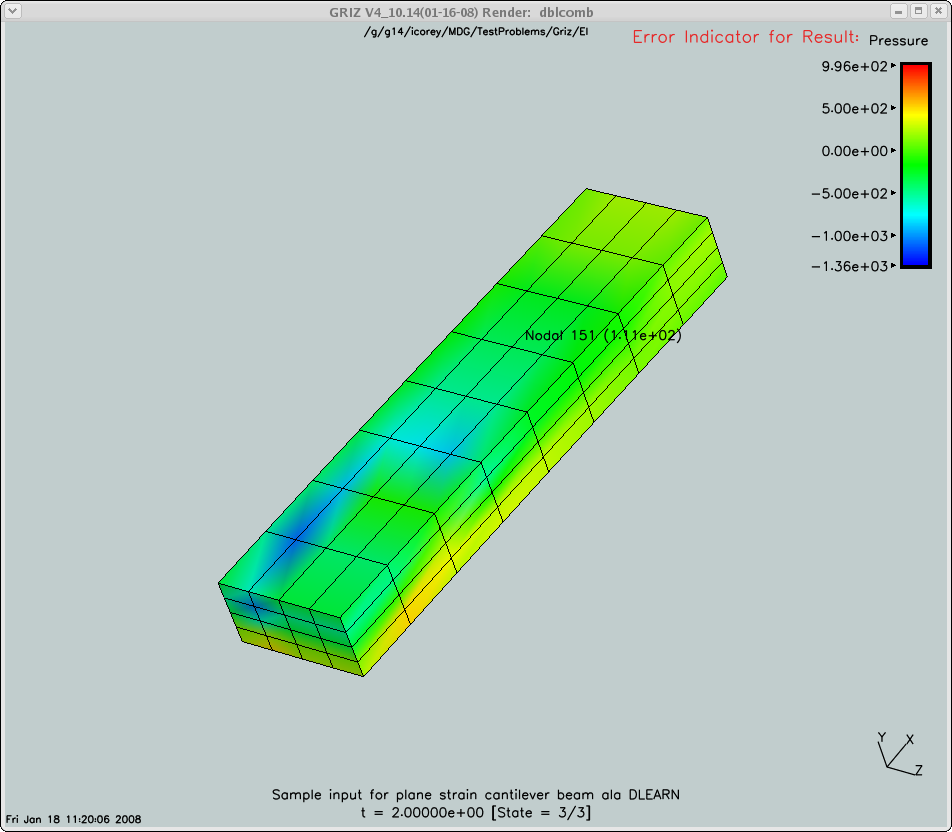 GRIZ V4_10.14(01-16-08) Render: dblcomb
/g/g14/icorey/MDG/TestProblems/Griz/EI
Error Indicator for Result: Pressure
9.96e+02
5.00e+02
0.00e+00
-5.00e+02
-1.00e+03
-1.36e+03
Nodal 151 (1.11e+02)
Y
X
Z
Sample input for plane strain cantilever beam ala DLEARN
t = 2.00000e+00 [State = 3/3]
Fri Jan 18 11:20:06 2008